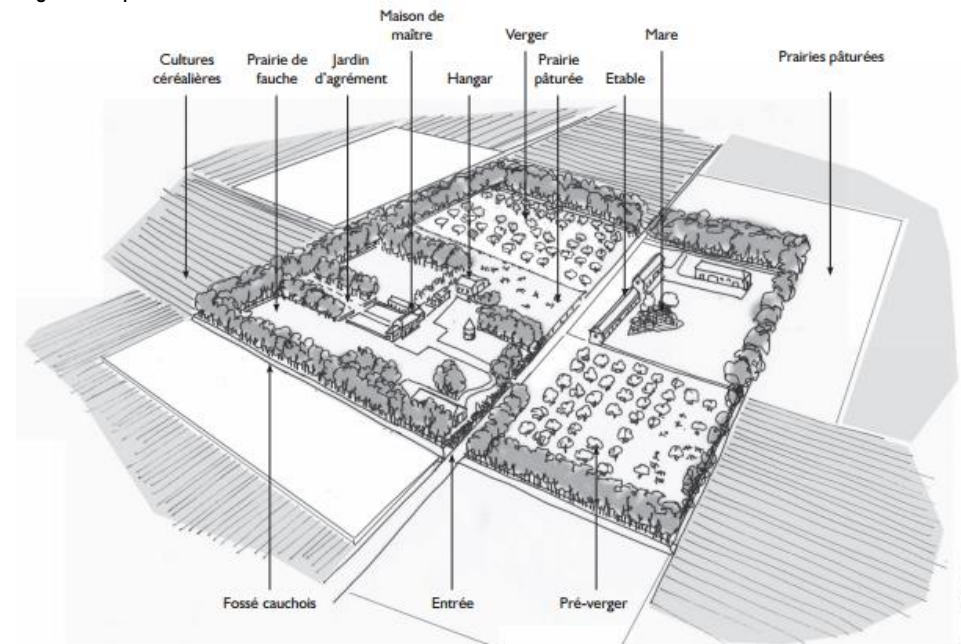 Maison de
maître
Verger
Mare
Cultures
céréalières
Prairie de
fauche
Jardin
d'agrément
Hangar
Prairie
pâturée
Etable
Prairies pâturées
Fossé cauchois
Entrée
Pré-verger